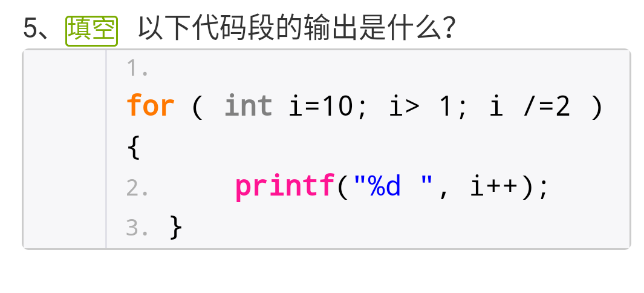 5、填空 以下代码段的输出是什么？
1.
for ( int i=10; i> 1; i /=2 )
{
2. printf("%d ", i++);
3. }